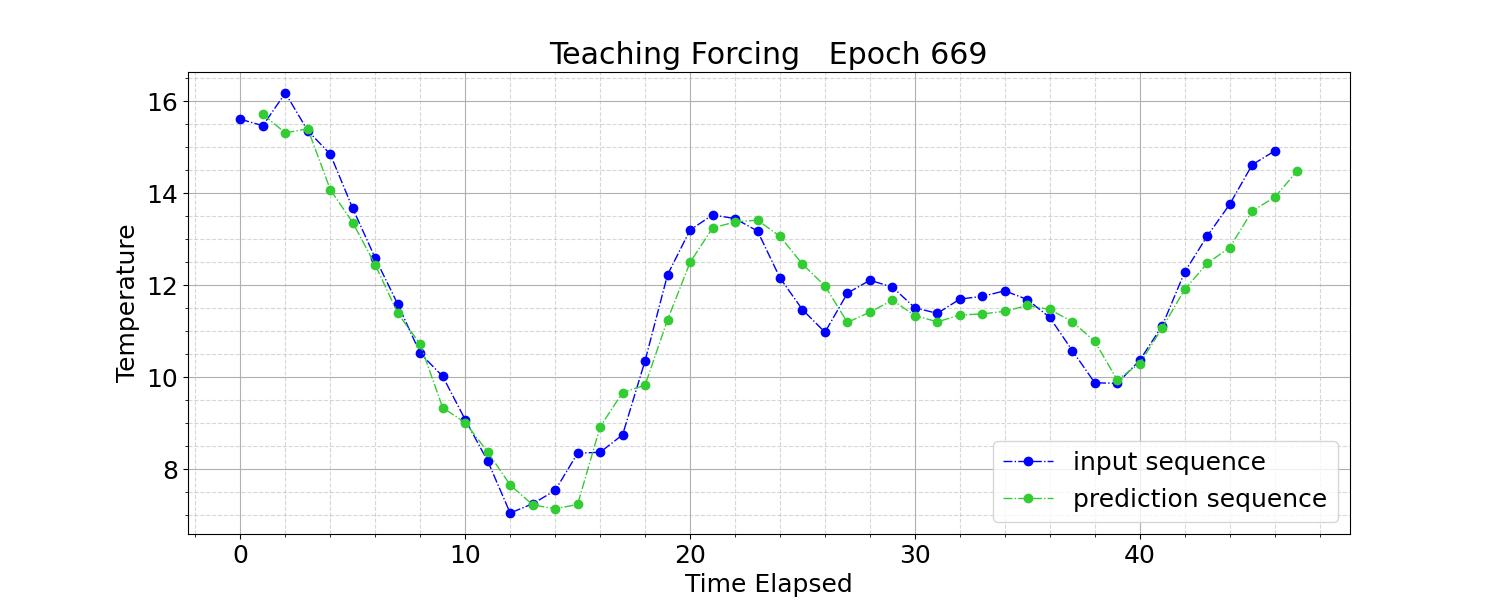 Teaching Forcing   Epoch 669
16
14
12
10
8
Temperature
0 10 20 30 40
Time Elapsed
input sequence
prediction sequence